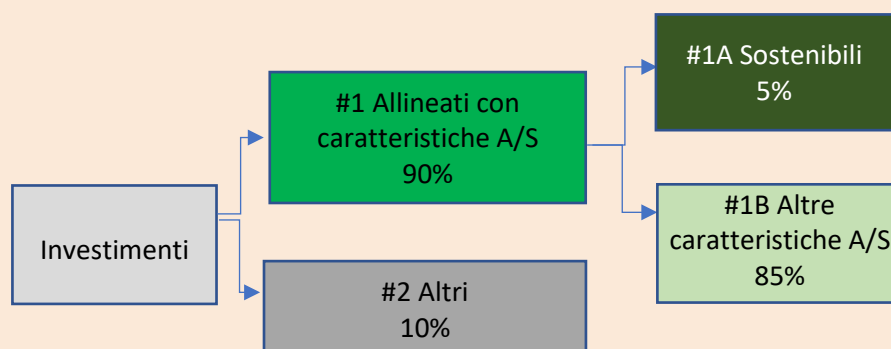 Investimenti
#1 Allineati con
caratteristiche A/S
90%
#2 Altri
10%
#1A Sostenibili
5%
#1B Altre
caratteristiche A/S
85%